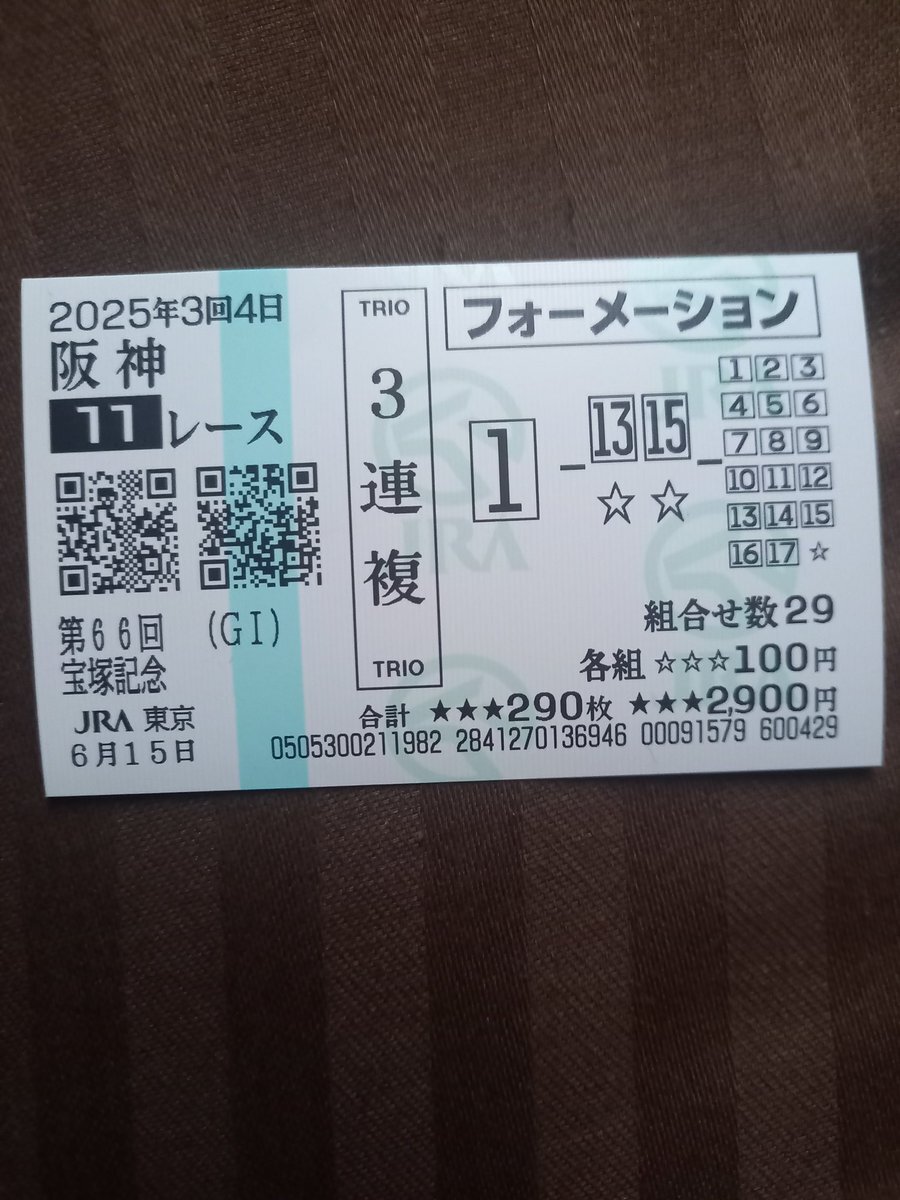 2025年3回4日
阪神
11レース
第66回 (GI)
宝塚記念
JRA 東京
6月15日
TRIO
3連複
TRIO
フォーメーション
1 - 13 15 -
☆ ☆
1 2 3
4 5 6
7 8 9
10 11 12
13 14 15
16 17 ☆
組合せ数29
各組 ☆☆☆100円
合計 ★★★290枚 ★★★2,900円
0505300211982 2841270136946 00091579 600429
JRA
JRA